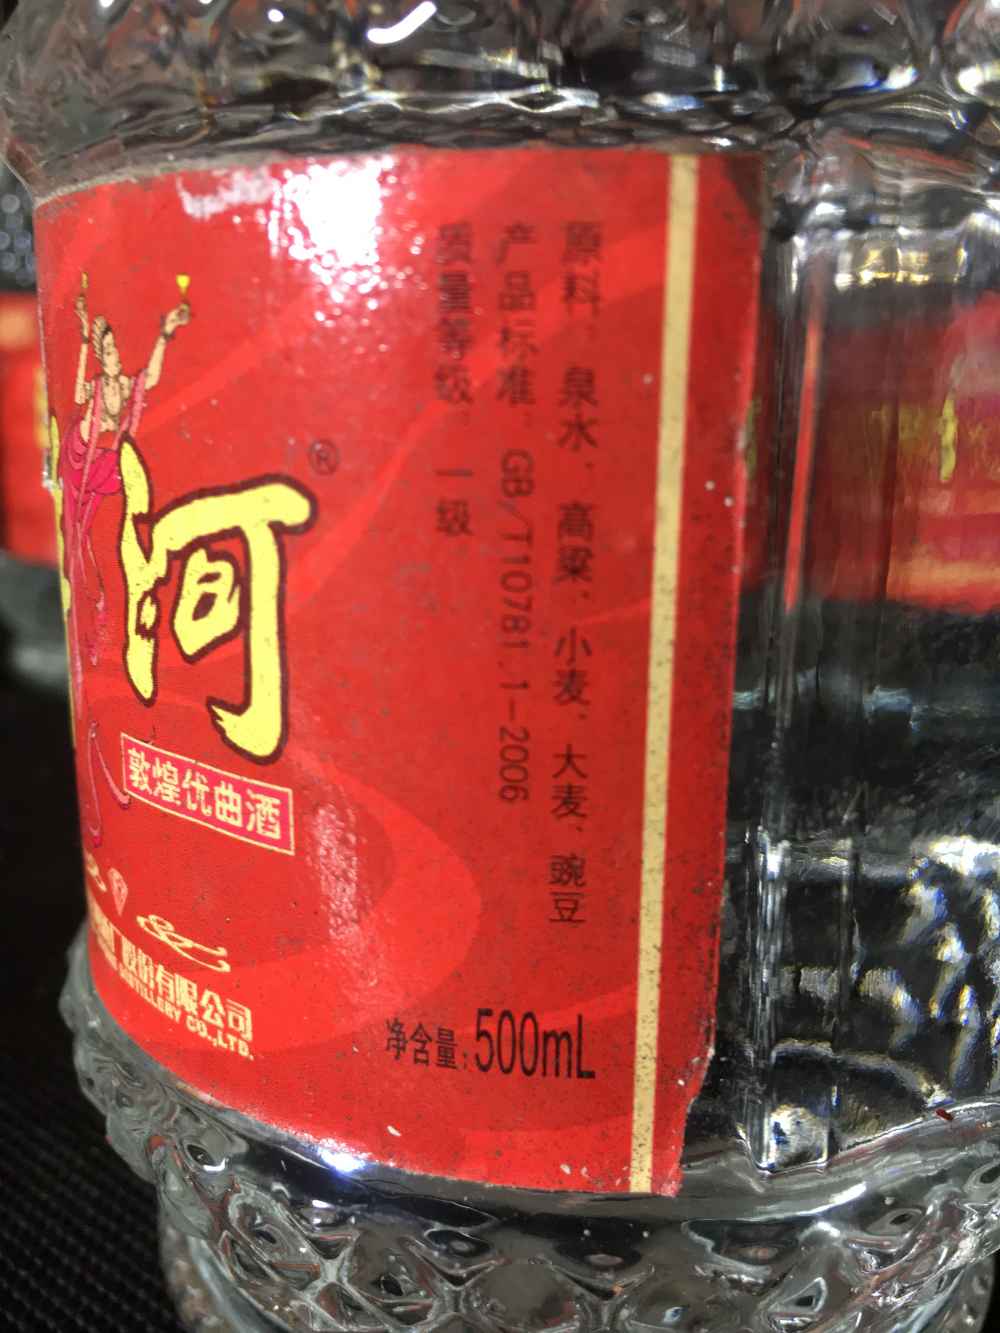 原料：泉水、高粱、小麦、大麦、豌豆
产品标准：GB/T10781.1-2006
质量等级：一级
河
®
敦煌优曲酒
股份有限公司
DISTILLERY CO.,LTD.
净含量：500mL